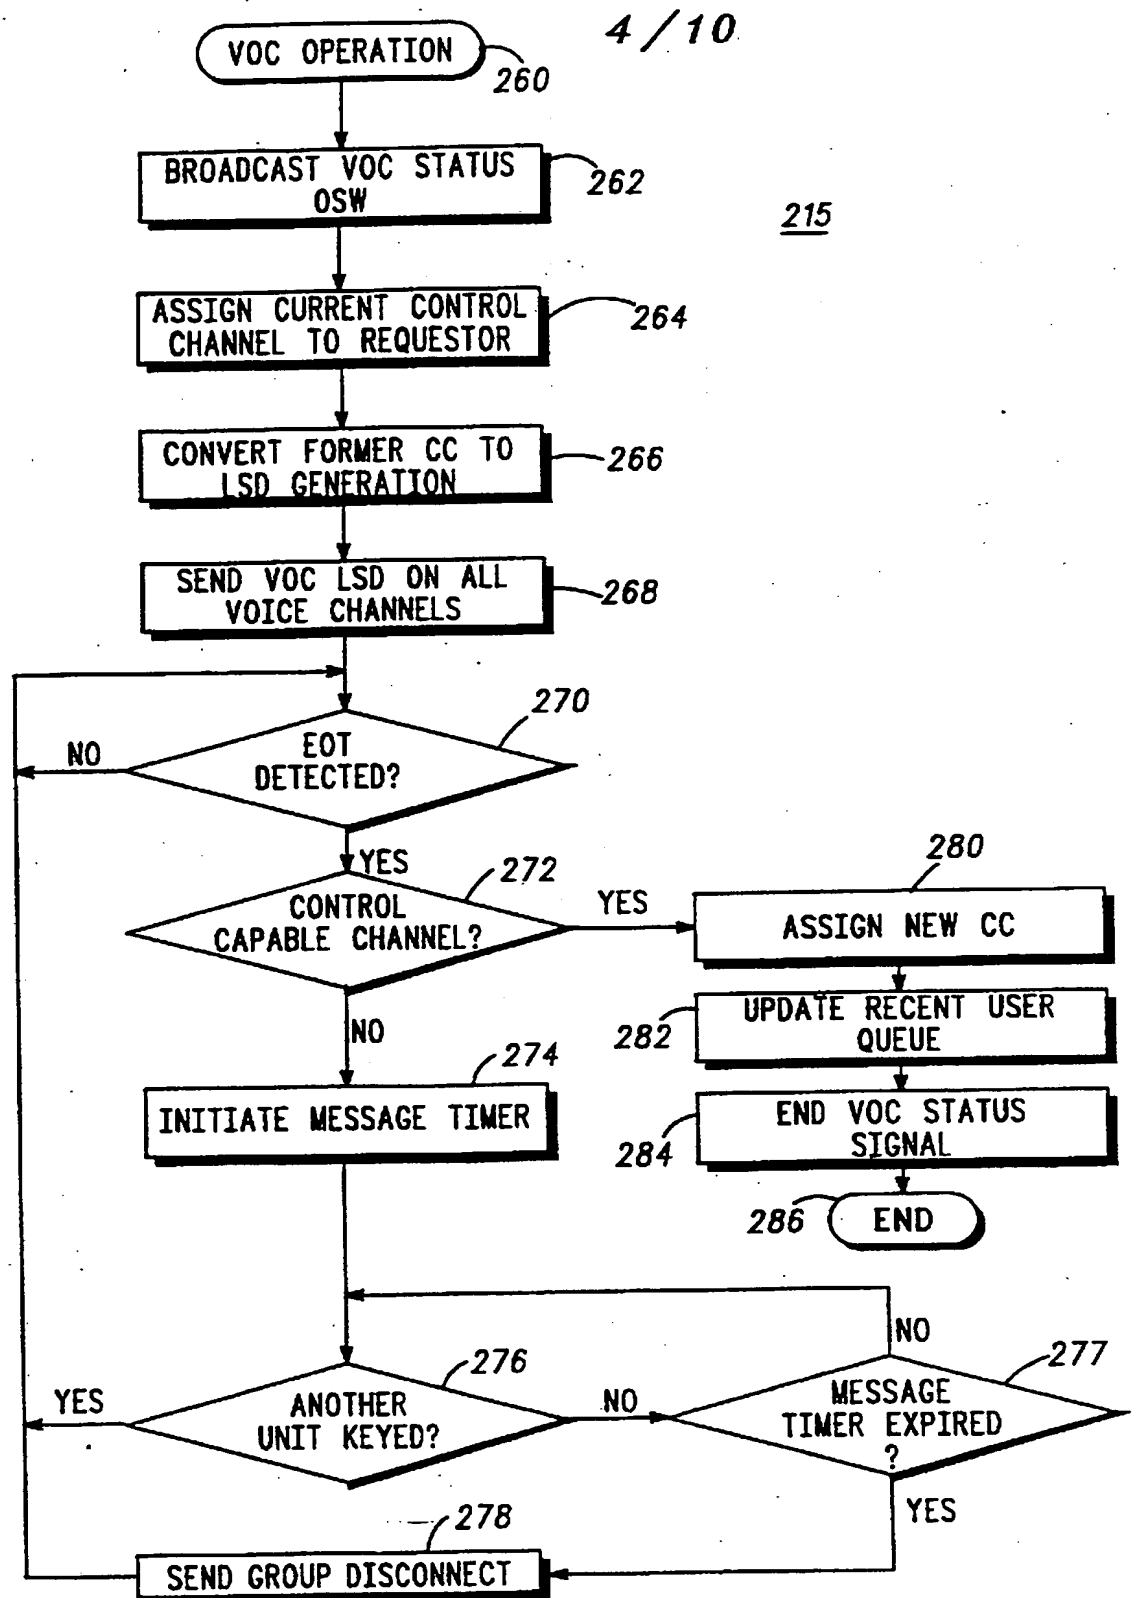 4/10
VOC OPERATION
260
BROADCAST VOC STATUS
OSW
262
215
ASSIGN CURRENT CONTROL
CHANNEL TO REQUESTOR
264
CONVERT FORMER CC TO
LSD GENERATION
266
SEND VOC LSD ON ALL
VOICE CHANNELS
268
270
EOT
DETECTED?
NO
YES
272
CONTROL
CAPABLE CHANNEL?
YES
280
ASSIGN NEW CC
282
UPDATE RECENT USER
QUEUE
NO
274
INITIATE MESSAGE TIMER
284
END VOC STATUS
SIGNAL
286
END
276
ANOTHER
UNIT KEYED?
YES
NO
NO
277
MESSAGE
TIMER EXPIRED
?
YES
278
SEND GROUP DISCONNECT